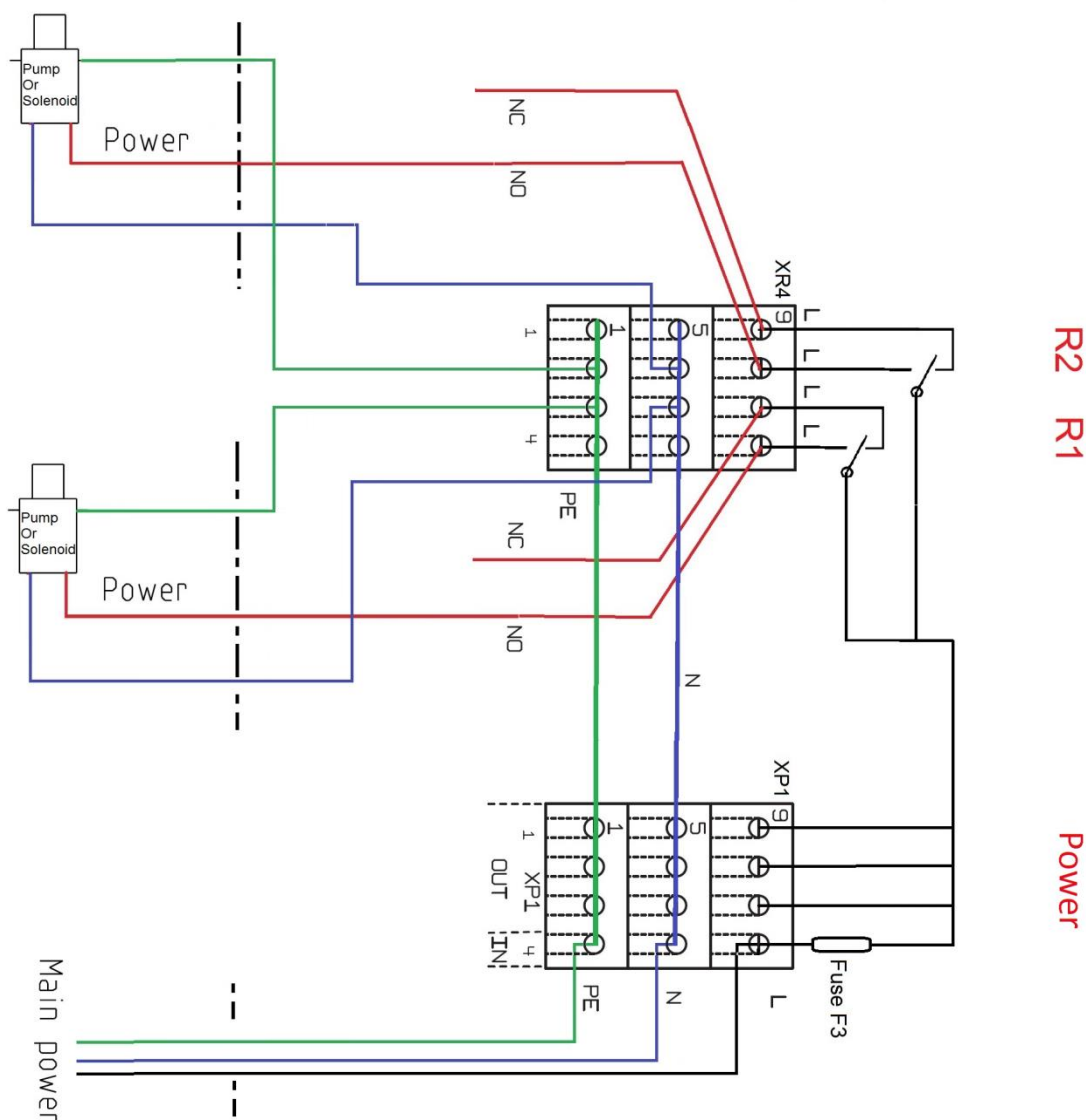 Pump
Or
Solenoid
Power
NC
NO
XR4
9
L
L
L
L
1
1
5
4
PE
R2
R1
Pump
Or
Solenoid
Power
NC
NO
N
XP1
9
1
1
5
OUT
XP1
IN
4
PE
N
L
Fuse F3
Power
Main power